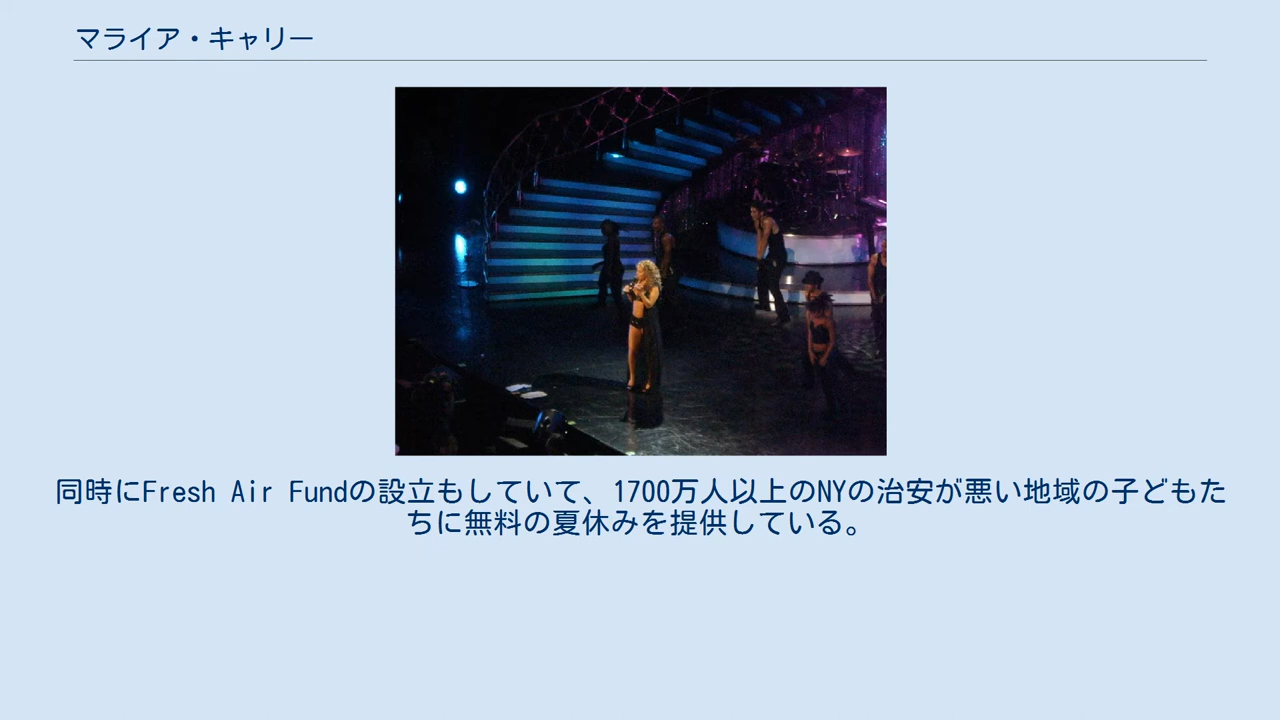 マライア・キャリー
同時にFresh Air Fundの設立もしていて、1700万人以上のNYの治安が悪い地域の子どもた
ちに無料の夏休みを提供している。